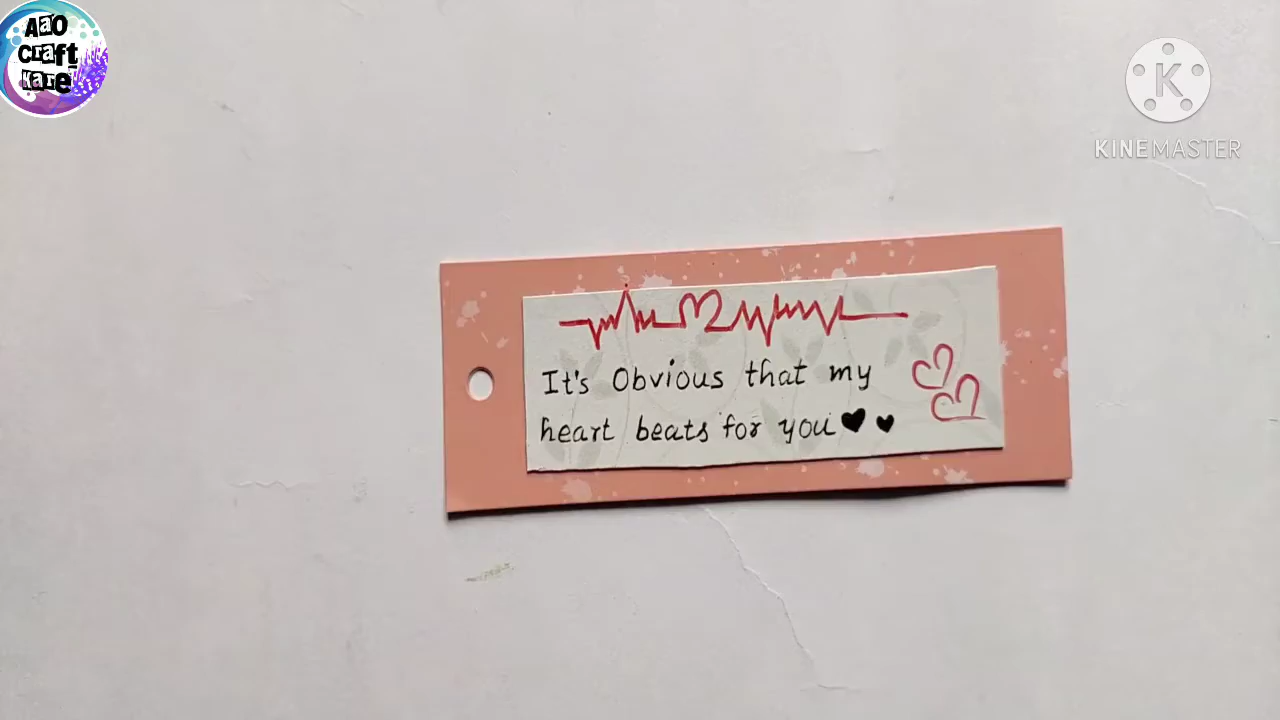 AaO
Craft
Kare
K
KINEMASTER
It's Obvious that my
heart beats for you